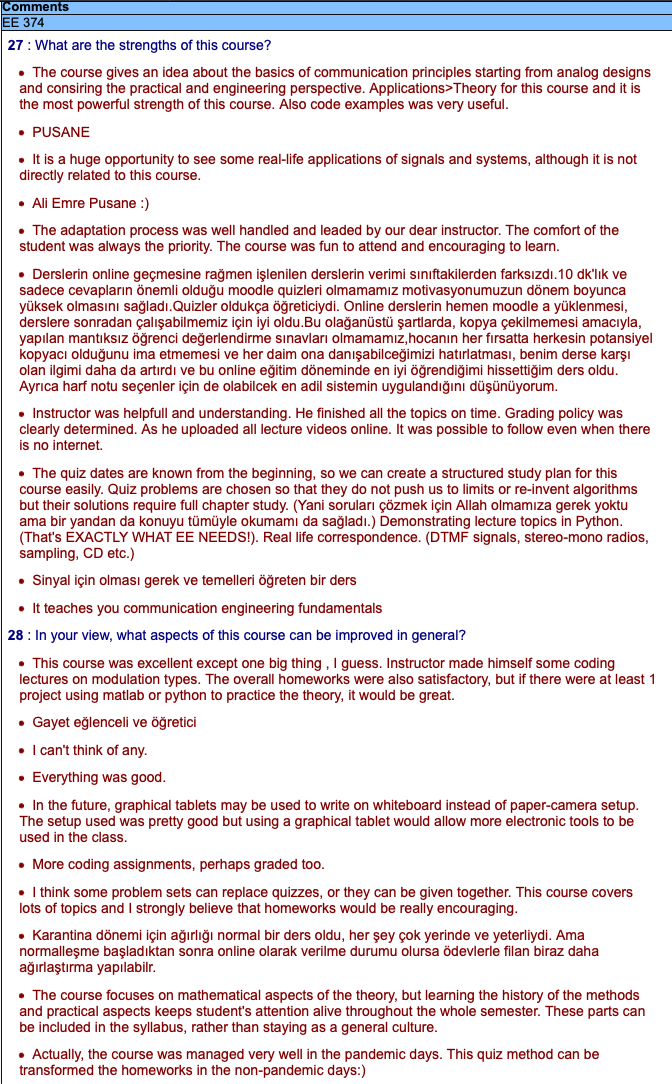 Comments
EE 374
27 : What are the strengths of this course?
• The course gives an idea about the basics of communication principles starting from analog designs
and consiring the practical and engineering perspective. Applications>Theory for this course and it is
the most powerful strength of this course. Also code examples was very useful.
• PUSANE
• It is a huge opportunity to see some real-life applications of signals and systems, although it is not
directly related to this course.
• Ali Emre Pusane :)
• The adaptation process was well handled and leaded by our dear instructor. The comfort of the
student was always the priority. The course was fun to attend and encouraging to learn.
• Derslerin online geçmesine rağmen işlenilen derslerin verimi sınıftakilerden farksızdı.10 dk'lık ve
sadece cevapların önemli olduğu moodle quizleri olmamamız motivasyonumuzun dönem boyunca
yüksek olmasını sağladı.Quizler oldukça öğreticiydi. Online derslerin hemen moodle a yüklenmesi,
derslere sonradan çalışabilmemiz için iyi oldu.Bu olağanüstü şartlarda, kopya çekilmemesi amacıyla,
yapılan mantıksız öğrenci değerlendirme sınavları olmamamız,hocanın her fırsatta herkesin potansiyel
kopyacı olduğunu ima etmemesi ve her daim ona danışabilceğimizi hatırlatması, benim derse karşı
olan ilgimi daha da artırdı ve bu online eğitim döneminde en iyi öğrendiğimi hissettiğim ders oldu.
Ayrıca harf notu seçenler için de olabilcek en adil sistemin uygulandığını düşünüyorum.
• Instructor was helpfull and understanding. He finished all the topics on time. Grading policy was
clearly determined. As he uploaded all lecture videos online. It was possible to follow even when there
is no internet.
• The quiz dates are known from the beginning, so we can create a structured study plan for this
course easily. Quiz problems are chosen so that they do not push us to limits or re-invent algorithms
but their solutions require full chapter study. (Yani soruları çözmek için Allah olmamıza gerek yoktu
ama bir yandan da konuyu tümüyle okumamı da sağladı.) Demonstrating lecture topics in Python.
(That's EXACTLY WHAT EE NEEDS!). Real life correspondence. (DTMF signals, stereo-mono radios,
sampling, CD etc.)
• Sinyal için olması gerek ve temelleri öğreten bir ders
• It teaches you communication engineering fundamentals
28 : In your view, what aspects of this course can be improved in general?
• This course was excellent except one big thing , I guess. Instructor made himself some coding
lectures on modulation types. The overall homeworks were also satisfactory, but if there were at least 1
project using matlab or python to practice the theory, it would be great.
• Gayet eğlenceli ve öğretici
• I can't think of any.
• Everything was good.
• In the future, graphical tablets may be used to write on whiteboard instead of paper-camera setup.
The setup used was pretty good but using a graphical tablet would allow more electronic tools to be
used in the class.
• More coding assignments, perhaps graded too.
• I think some problem sets can replace quizzes, or they can be given together. This course covers
lots of topics and I strongly believe that homeworks would be really encouraging.
• Karantina dönemi için ağırlığı normal bir ders oldu, her şey çok yerinde ve yeterliydi. Ama
normalleşme başladıktan sonra online olarak verilme durumu olursa ödevlerle filan biraz daha
ağırlaştırma yapılabilr.
• The course focuses on mathematical aspects of the theory, but learning the history of the methods
and practical aspects keeps student's attention alive throughout the whole semester. These parts can
be included in the syllabus, rather than staying as a general culture.
• Actually, the course was managed very well in the pandemic days. This quiz method can be
transformed the homeworks in the non-pandemic days:)